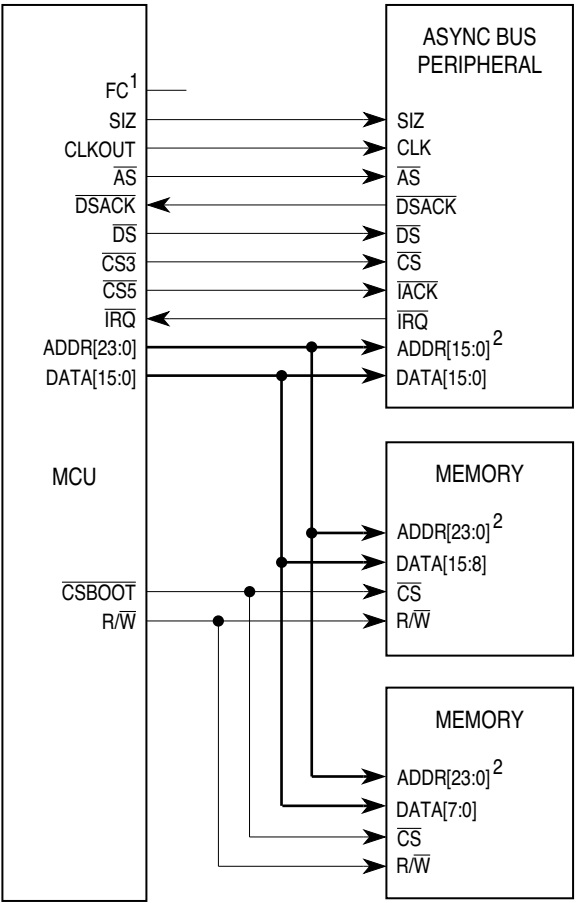 FC1
SIZ
CLKOUT
AS
DSACK
DS
CS3
CS5
IRQ
ADDR[23:0]
DATA[15:0]
MCU
CSBOOT
R/W
ASYNC BUS
PERIPHERAL
SIZ
CLK
AS
DSACK
DS
CS
IACK
IRQ
ADDR[15:0]2
DATA[15:0]
MEMORY
ADDR[23:0]2
DATA[15:8]
CS
R/W
MEMORY
ADDR[23:0]2
DATA[7:0]
CS
R/W